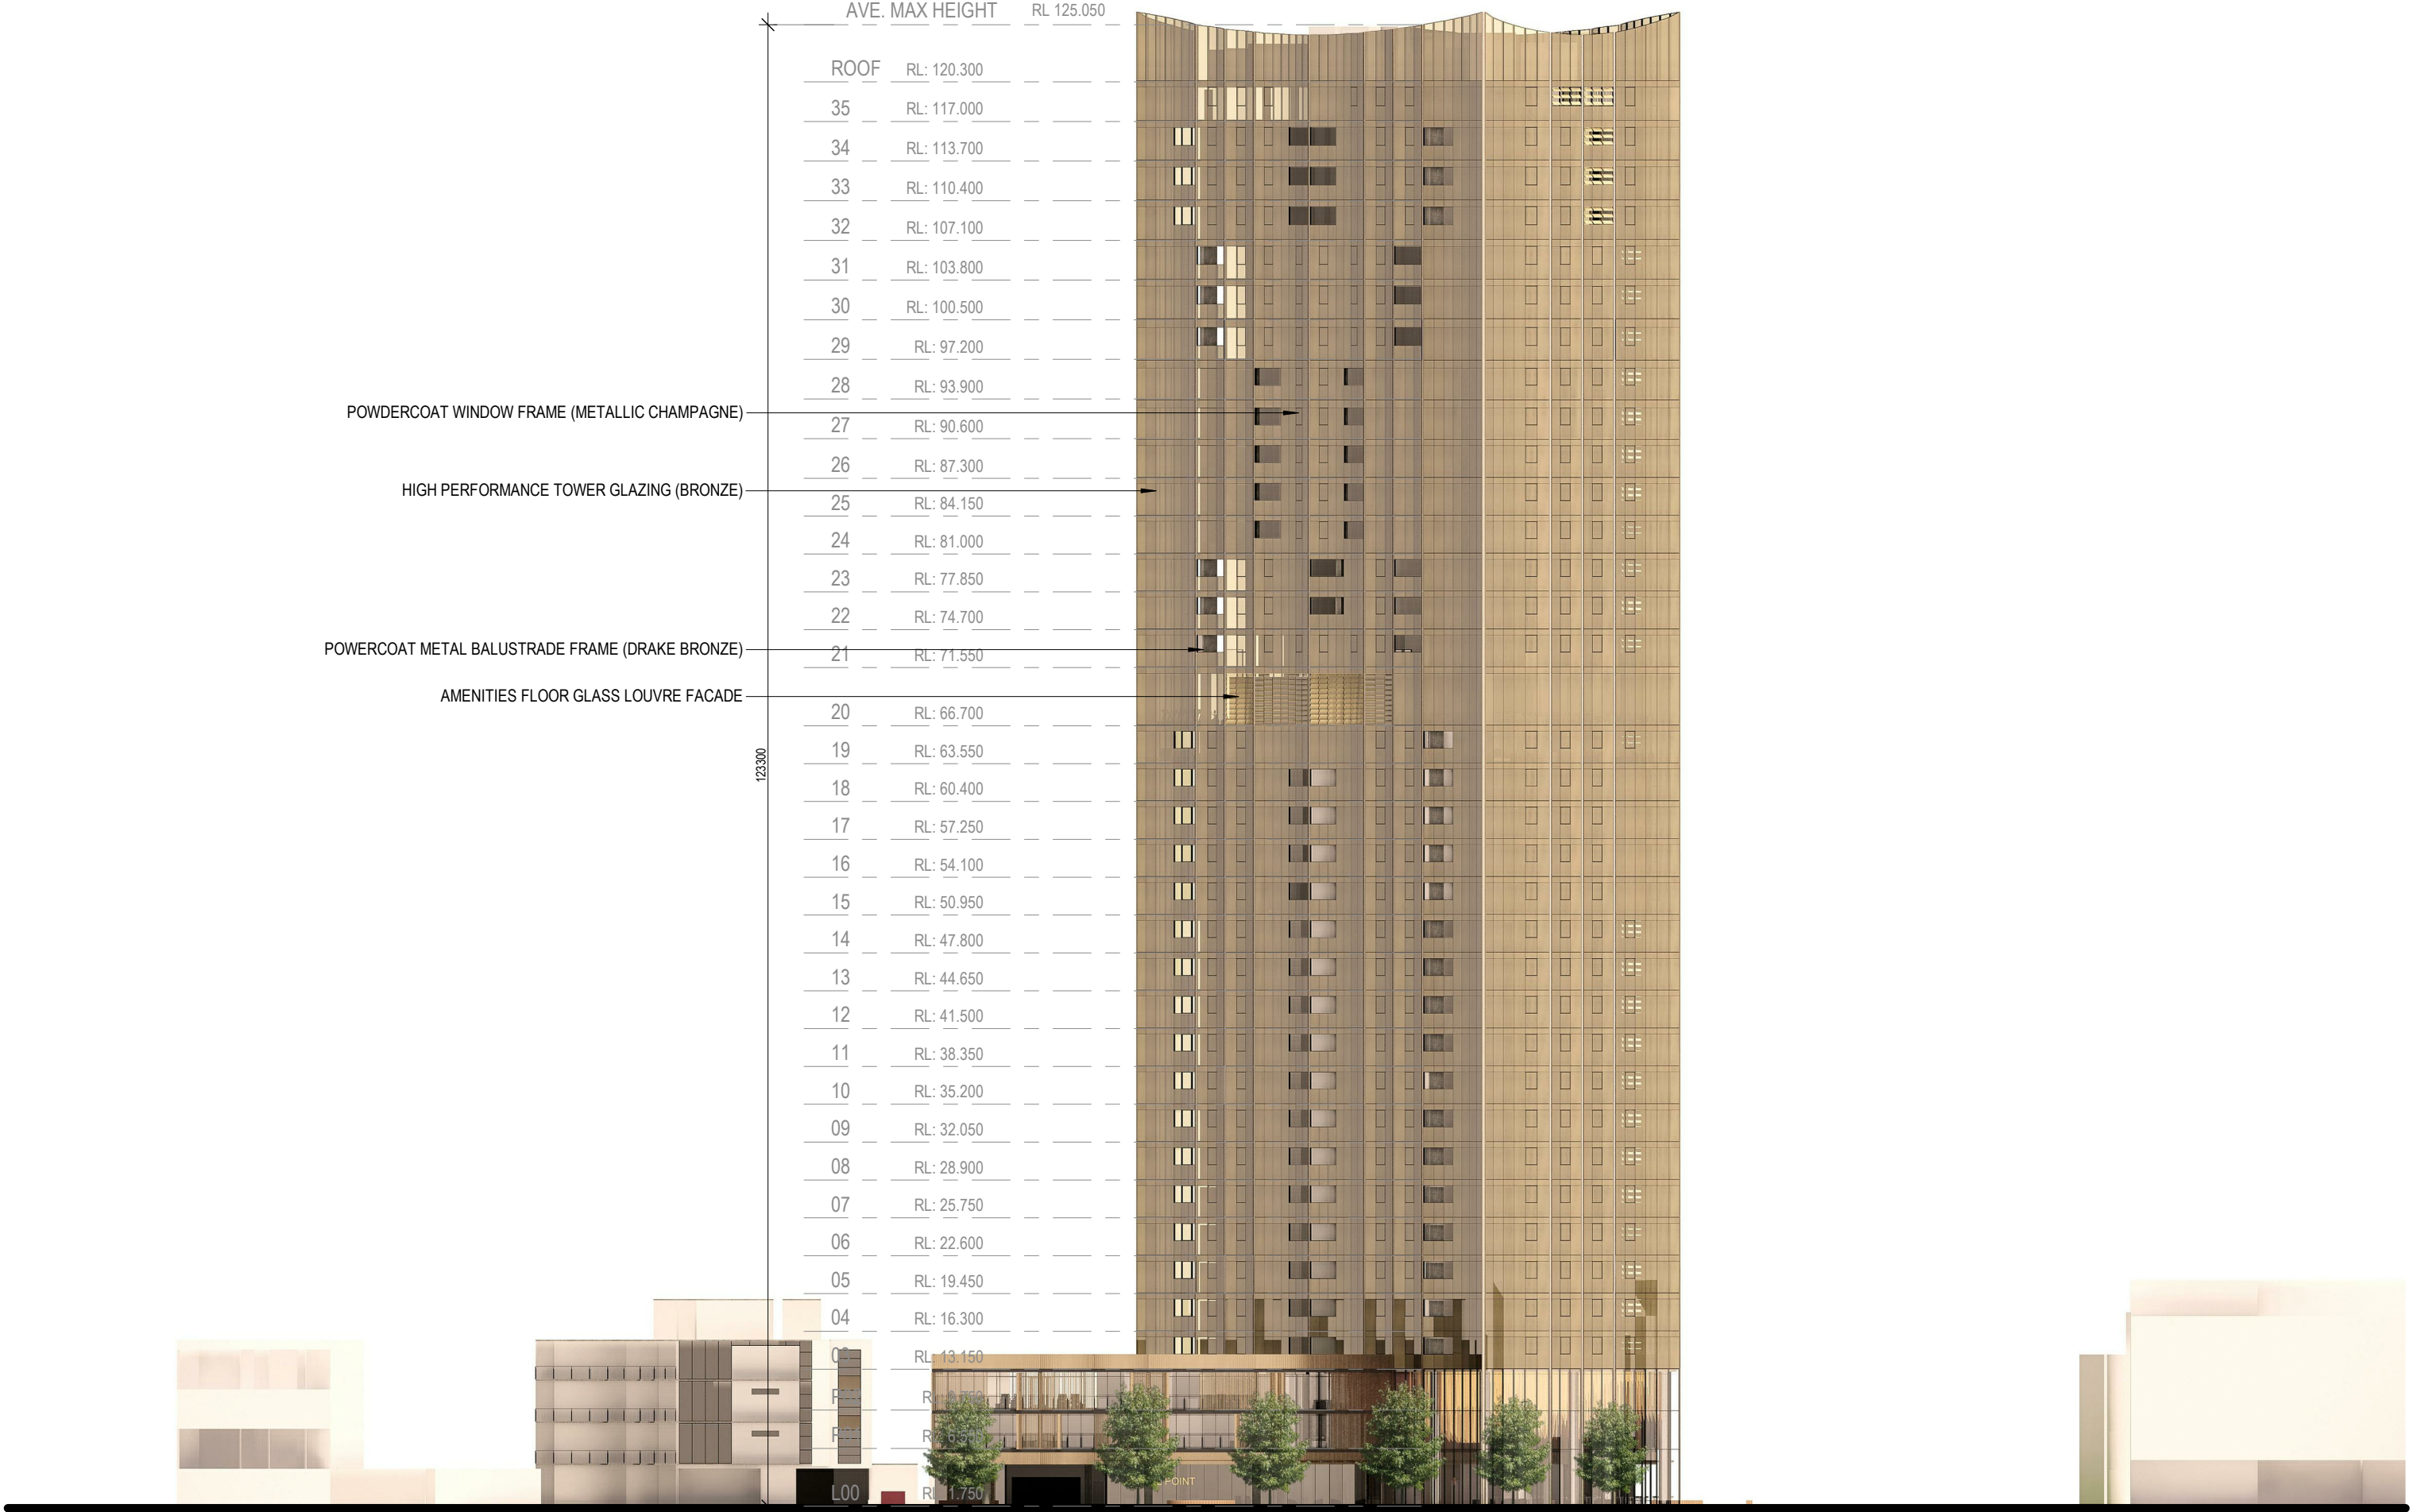 AVE. MAX HEIGHT RL 125.050
ROOF RL: 120.300
35 RL: 117.000
34 RL: 113.700
33 RL: 110.400
32 RL: 107.100
31 RL: 103.800
30 RL: 100.500
29 RL: 97.200
28 RL: 93.900
POWDERCOAT WINDOW FRAME (METALLIC CHAMPAGNE)
27 RL: 90.600
26 RL: 87.300
HIGH PERFORMANCE TOWER GLAZING (BRONZE)
25 RL: 84.150
24 RL: 81.000
23 RL: 77.850
22 RL: 74.700
POWERCOAT METAL BALUSTRADE FRAME (DRAKE BRONZE)
21 RL: 71.550
AMENITIES FLOOR GLASS LOUVRE FACADE
20 RL: 66.700
19 RL: 63.550
123300
18 RL: 60.400
17 RL: 57.250
16 RL: 54.100
15 RL: 50.950
14 RL: 47.800
13 RL: 44.650
12 RL: 41.500
11 RL: 38.350
10 RL: 35.200
09 RL: 32.050
08 RL: 28.900
07 RL: 25.750
06 RL: 22.600
05 RL: 19.450
04 RL: 16.300
03 RL: 13.150
POINT
L00 RL: 1.750